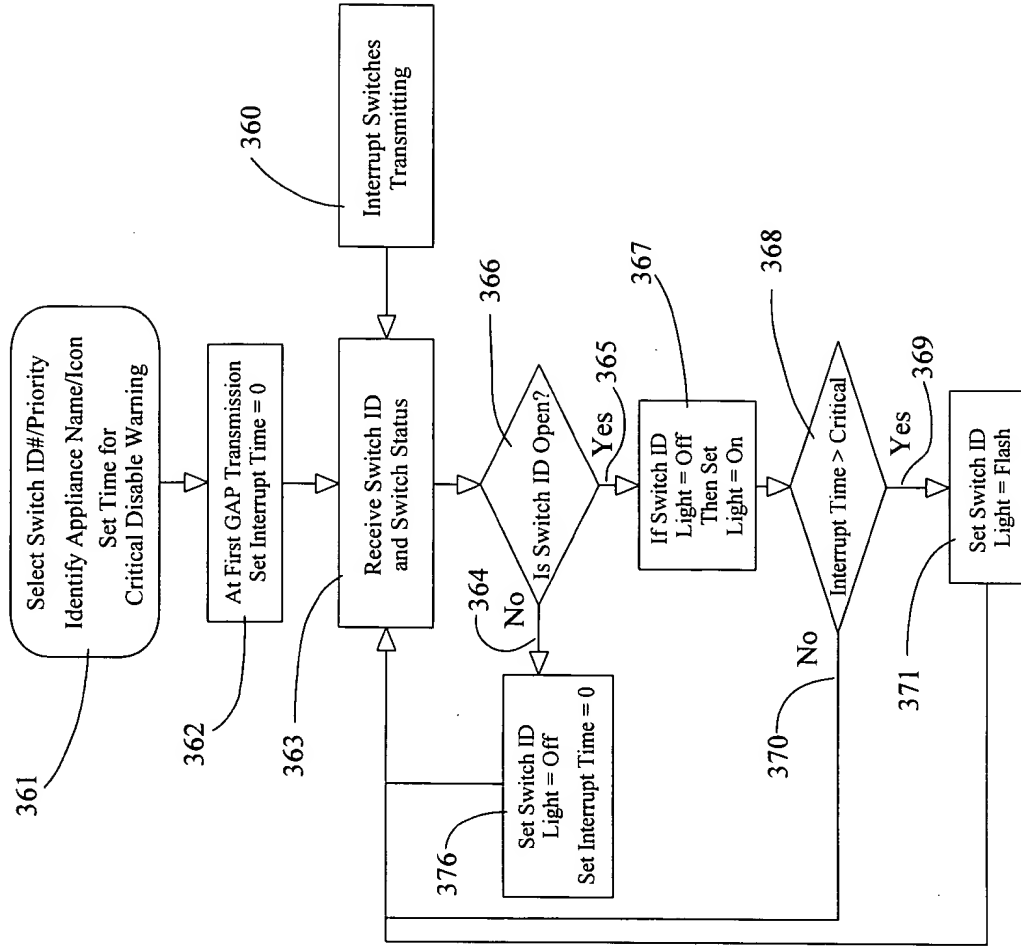 Select Switch ID#/Priority
Identify Appliance Name/Icon
Set Time for
Critical Disable Warning
361
At First GAP Transmission
Set Interrupt Time = 0
362
Interrupt Switches
Transmitting
360
Receive Switch ID
and Switch Status
363
Is Switch ID Open?
366
No
364
Yes
365
Set Switch ID
Light = Off
Set Interrupt Time = 0
376
If Switch ID
Light = Off
Then Set
Light = On
367
Interrupt Time > Critical
368
No
370
Yes
369
Set Switch ID
Light = Flash
371